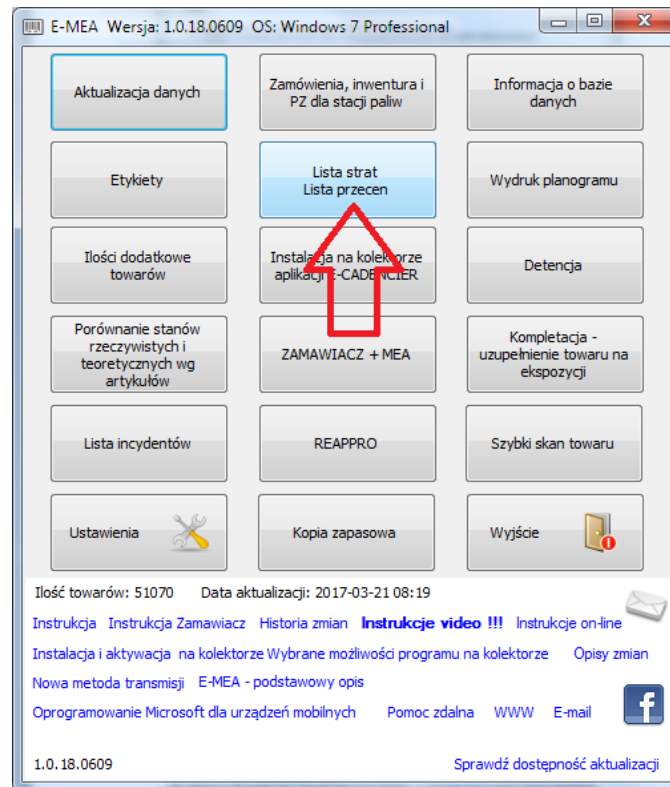 E-MEA Wersja: 1.0.18.0609 OS: Windows 7 Professional
Aktualizacja danych
Zamówienia, inwentura i
PZ dla stacji paliw
Informacja o bazie
danych
Etykiety
Lista strat
Lista przecen
Wydruk planogramu
Ilości dodatkowe
towarów
Instalacja na kolektorze
aplikacji E-CADENCIER
Detencja
Porównanie stanów
rzeczywistych i
teoretycznych wg
artykułów
ZAMAWIACZ + MEA
Kompletacja -
uzupełnienie towaru na
ekspozycji
Lista incydentów
REAPPRO
Szybki skan towaru
Ustawienia
Kopia zapasowa
Wyjście
Ilość towarów: 51070 Data aktualizacji: 2017-03-21 08:19
Instrukcja Instrukcja Zamawiacz Historia zmian Instrukcje video !!! Instrukcje on-line
Instalacja i aktywacja na kolektorze Wybrane możliwości programu na kolektorze Opisy zmian
Nowa metoda transmisji E-MEA - podstawowy opis
Oprogramowanie Microsoft dla urządzeń mobilnych Pomoc zdalna WWW E-mail
1.0.18.0609 Sprawdź dostępność aktualizacji